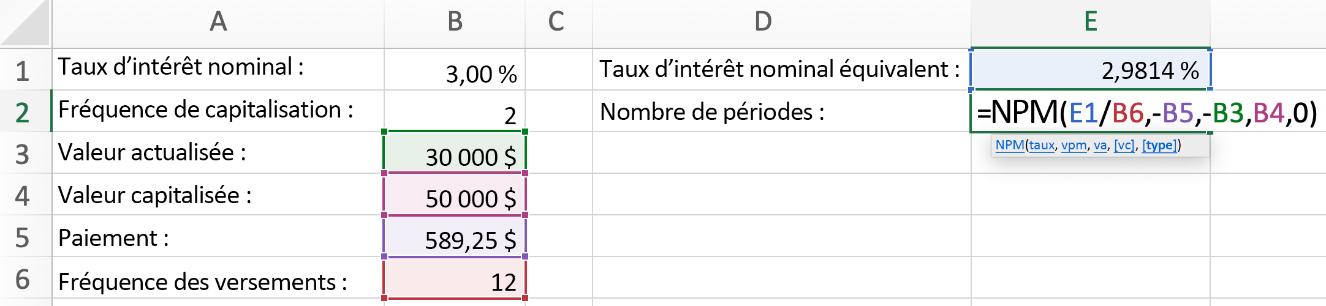 A B C D E
1 Taux d’intérêt nominal : 3,00 % Taux d’intérêt nominal équivalent : 2,9814 %
2 Fréquence de capitalisation : 2 Nombre de périodes : =NPM(E1/B6,-B5,-B3,B4,0)
3 Valeur actualisée : 30 000 $ NPM(taux, vpm, va, [vc], [type])
4 Valeur capitalisée : 50 000 $
5 Paiement : 589,25 $
6 Fréquence des versements : 12